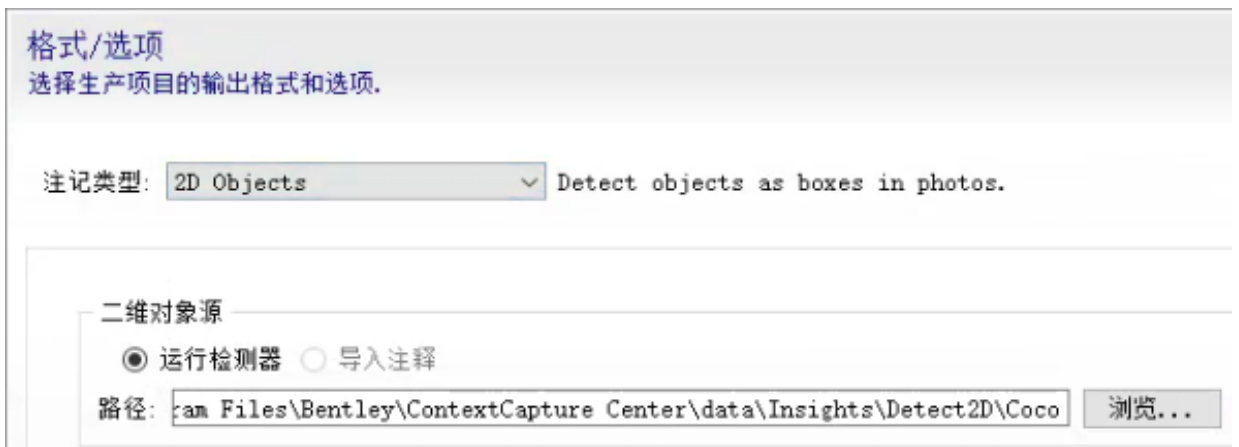 格式/选项
选择生产项目的输出格式和选项.
注记类型: 2D Objects Detect objects as boxes in photos.
二维对象源
运行检测器 导入注释
路径: ram Files\Bentley\ContextCapture Center\data\Insights\Detect2D\Coco 浏览...